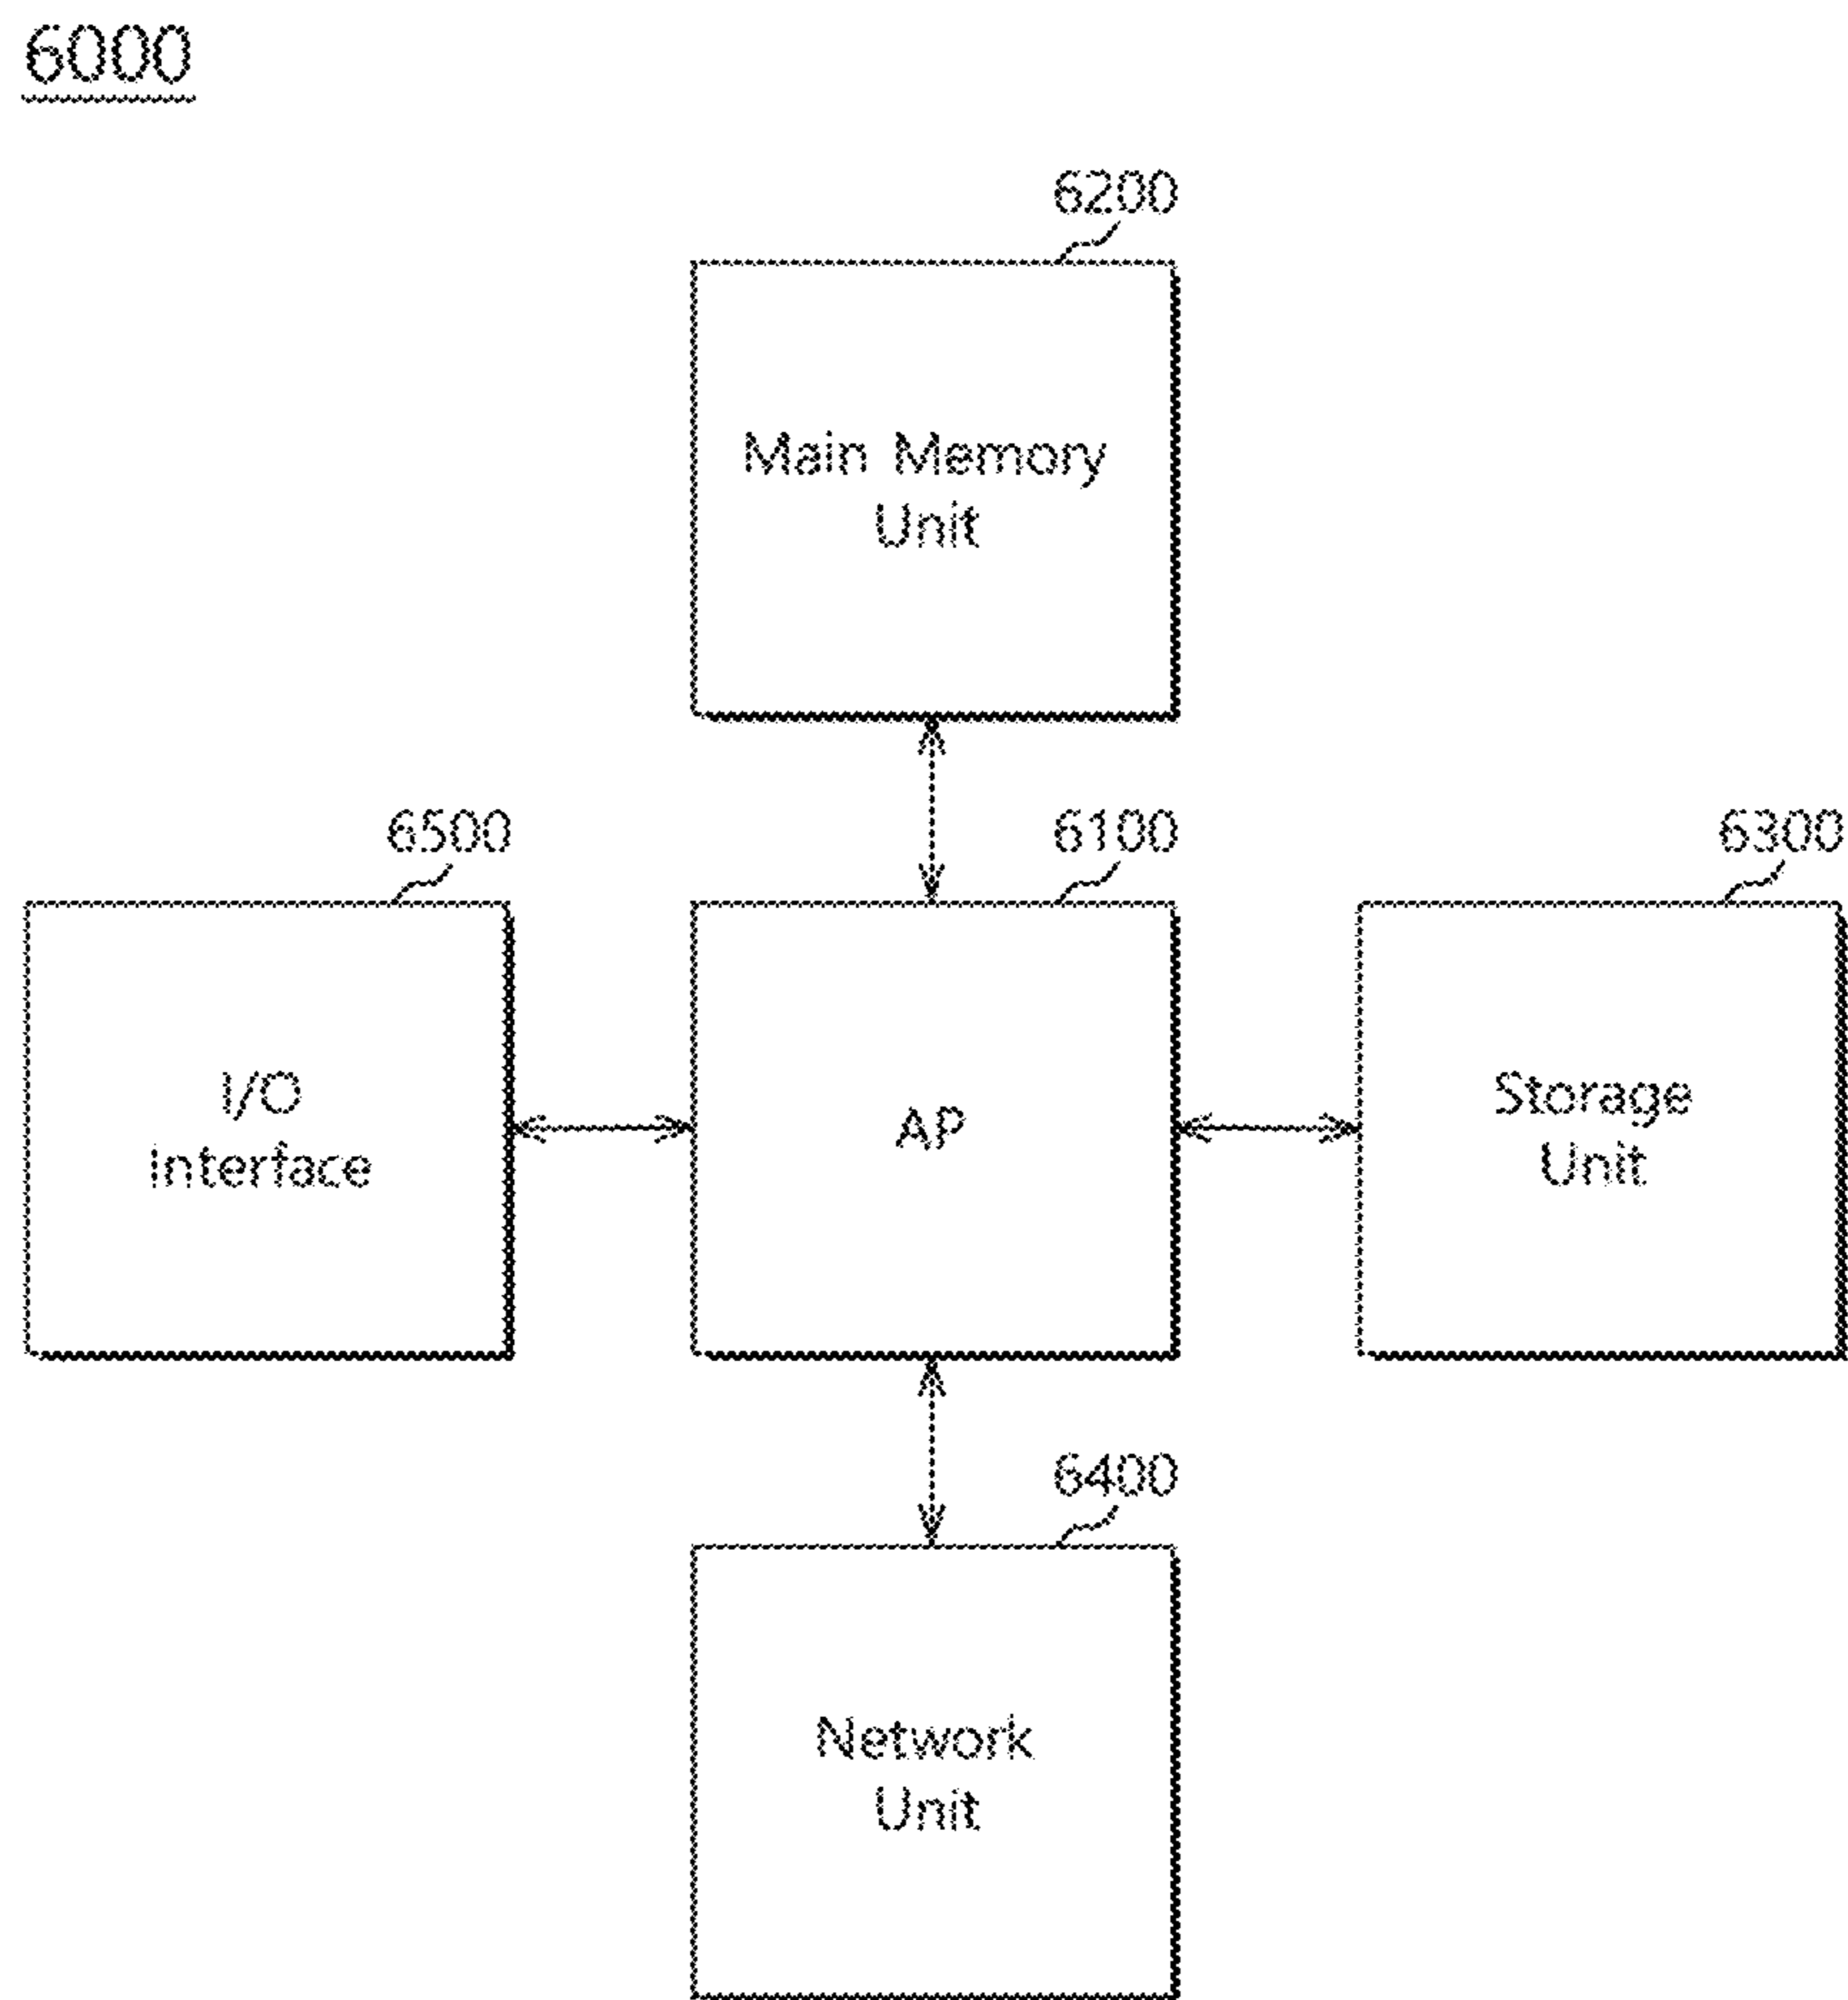 6000
6200
Main Memory
Unit
6500
6100
6300
I/O
Interface
AP
Storage
Unit
6400
Network
Unit